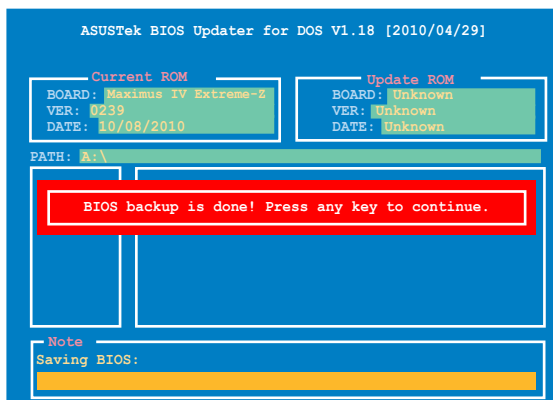 ASUSTek BIOS Updater for DOS V1.18 [2010/04/29]
Current ROM
BOARD: Maximus IV Extreme-Z
VER: 0239
DATE: 10/08/2010
Update ROM
BOARD: Unknown
VER: Unknown
DATE: Unknown
PATH: A:\
BIOS backup is done! Press any key to continue.
Note
Saving BIOS: